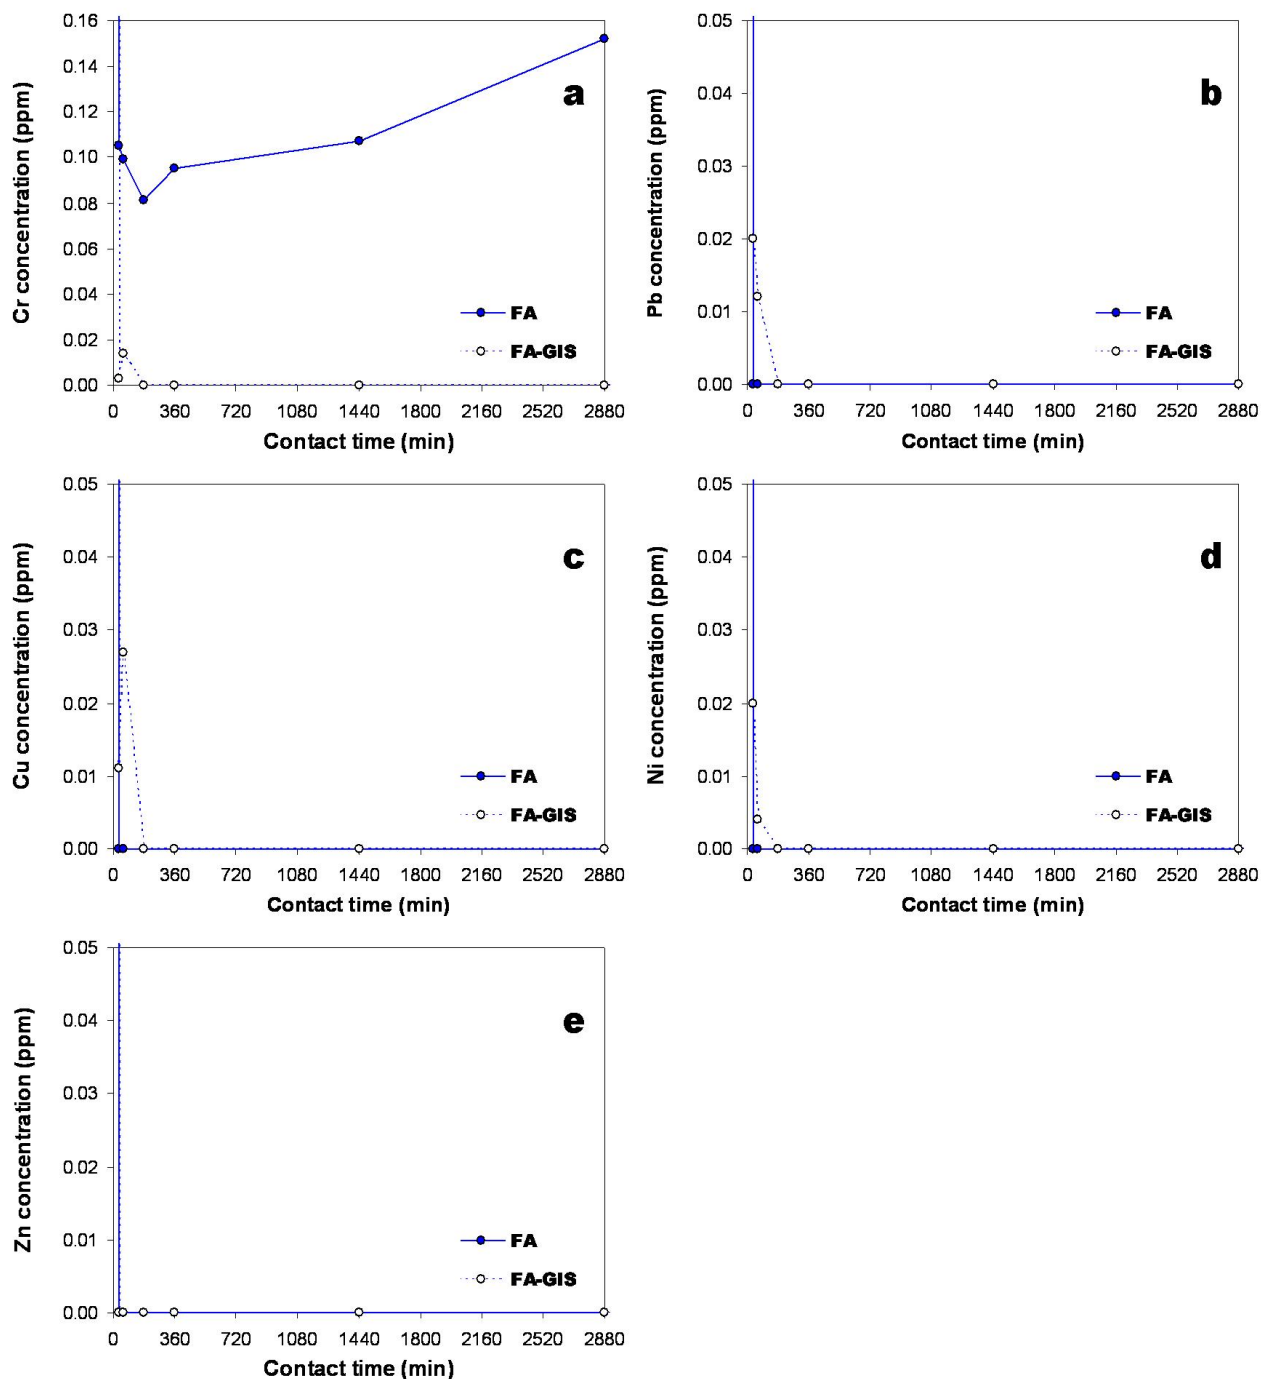 Cr concentration (ppm)
0.16
0.14
0.12
0.10
0.08
0.06
0.04
0.02
0.00
a
FA
FA-GIS
0 360 720 1080 1440 1800 2160 2520 2880
Contact time (min)
Pb concentration (ppm)
0.05
0.04
0.03
0.02
0.01
0.00
b
FA
FA-GIS
0 360 720 1080 1440 1800 2160 2520 2880
Contact time (min)
Cu concentration (ppm)
0.05
0.04
0.03
0.02
0.01
0.00
c
FA
FA-GIS
0 360 720 1080 1440 1800 2160 2520 2880
Contact time (min)
Ni concentration (ppm)
0.05
0.04
0.03
0.02
0.01
0.00
d
FA
FA-GIS
0 360 720 1080 1440 1800 2160 2520 2880
Contact time (min)
Zn concentration (ppm)
0.05
0.04
0.03
0.02
0.01
0.00
e
FA
FA-GIS
0 360 720 1080 1440 1800 2160 2520 2880
Contact time (min)